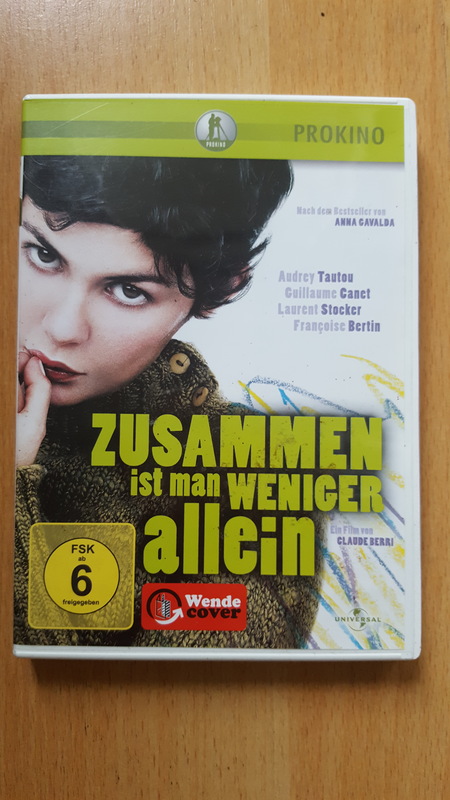 PROKINO
PROKINO
Nach dem Bestseller von
ANNA GAVALDA
Audrey Tautou
Guillaume Canet
Laurent Stocker
Françoise Bertin
ZUSAMMEN
ist man WENIGER
allein
Ein Film von
CLAUDE BERRI
FSK
ab
6
freigegeben
Wende
cover
UNIVERSAL